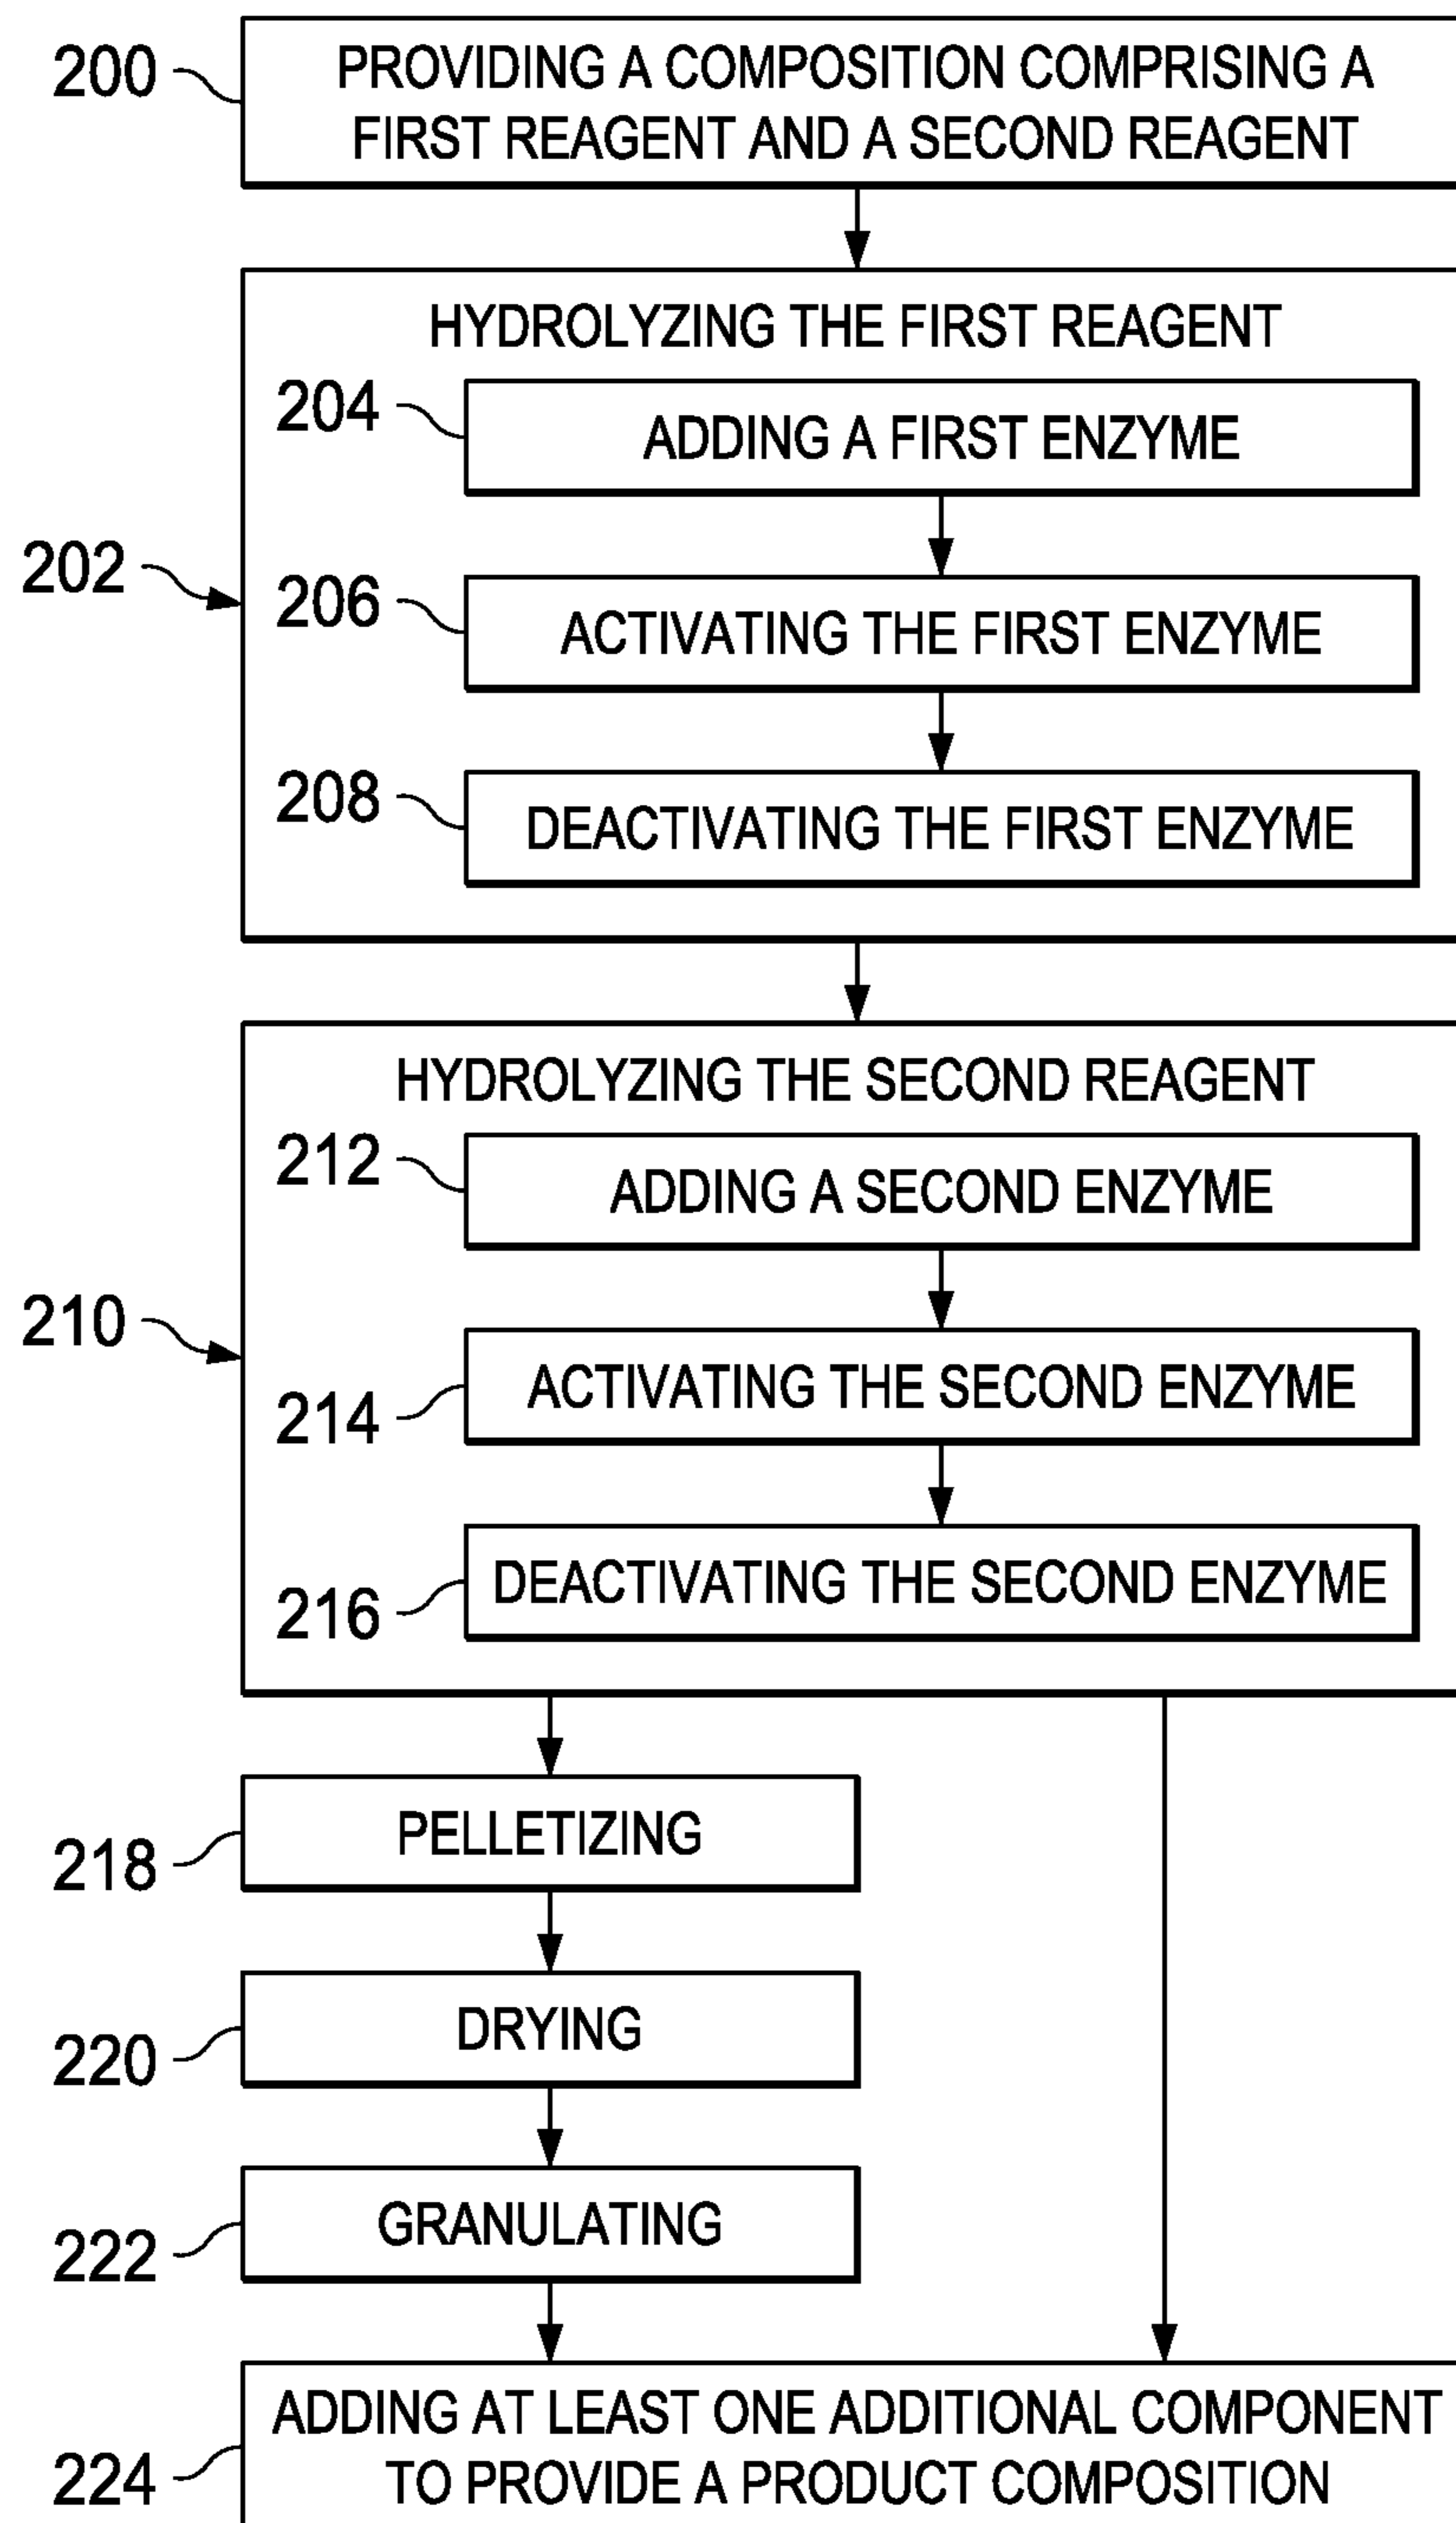 200
PROVIDING A COMPOSITION COMPRISING A
FIRST REAGENT AND A SECOND REAGENT
HYDROLYZING THE FIRST REAGENT
204
ADDING A FIRST ENZYME
202
206
ACTIVATING THE FIRST ENZYME
208
DEACTIVATING THE FIRST ENZYME
HYDROLYZING THE SECOND REAGENT
212
ADDING A SECOND ENZYME
210
214
ACTIVATING THE SECOND ENZYME
216
DEACTIVATING THE SECOND ENZYME
218
PELLETIZING
220
DRYING
222
GRANULATING
224
ADDING AT LEAST ONE ADDITIONAL COMPONENT
TO PROVIDE A PRODUCT COMPOSITION